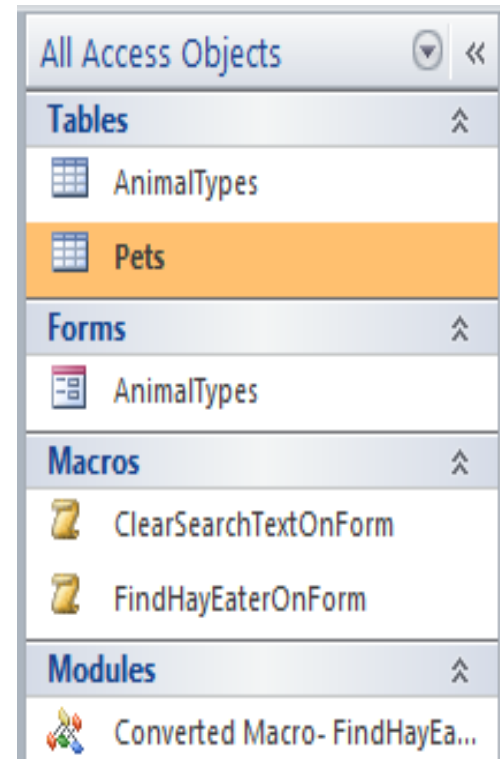 All Access Objects
Tables
AnimalTypes
Pets
Forms
AnimalTypes
Macros
ClearSearchTextOnForm
FindHayEaterOnForm
Modules
Converted Macro- FindHayEa...